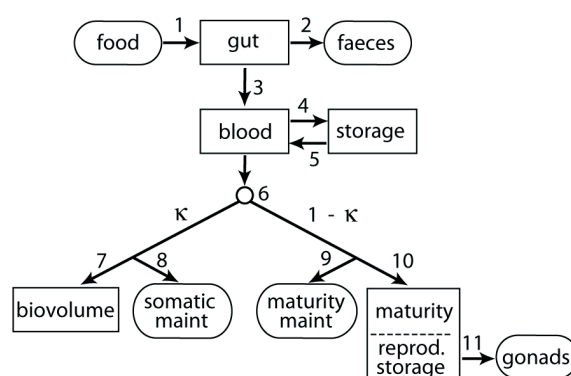 1
2
food
gut
faeces
3
4
blood
storage
5
6
κ
1 - κ
7
8
9
10
biovolume
somatic
maint
maturity
maint
maturity
reprod.
storage
11
gonads